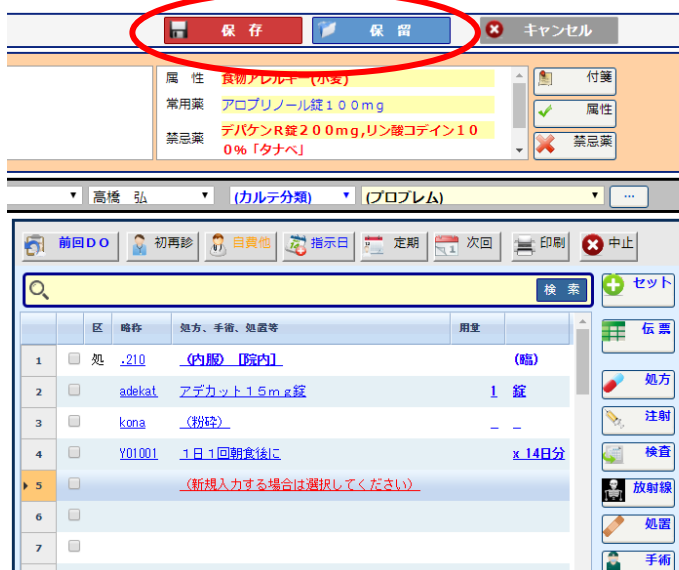 保 存 保 留 キャンセル
属 性 食物アレルギー(小麦) 付箋
常用薬 アロプリノール錠１００ｍｇ 属性
禁忌薬 デパケンR錠２００ｍｇ,リン酸コデイン１０
０％「タナベ」 禁忌薬
高橋 弘 (カルテ分類) (プロブレム) ...
前回ＤＯ 初再診 自費他 指示日 定期 次回 印刷 中止
検 索 セット
区 略称 処方、手術、処置等 用量 伝票
1 処 .210 （内服）［院内］ (臨)
2 adekat アデカット１５ｍｇ錠 1 錠 処方
3 kona （粉砕） _ _ 注射
4 Y01001 １日１回朝食後に x 14日分 検査
5 （新規入力する場合は選択してください） 放射線
6 処置
7 手術